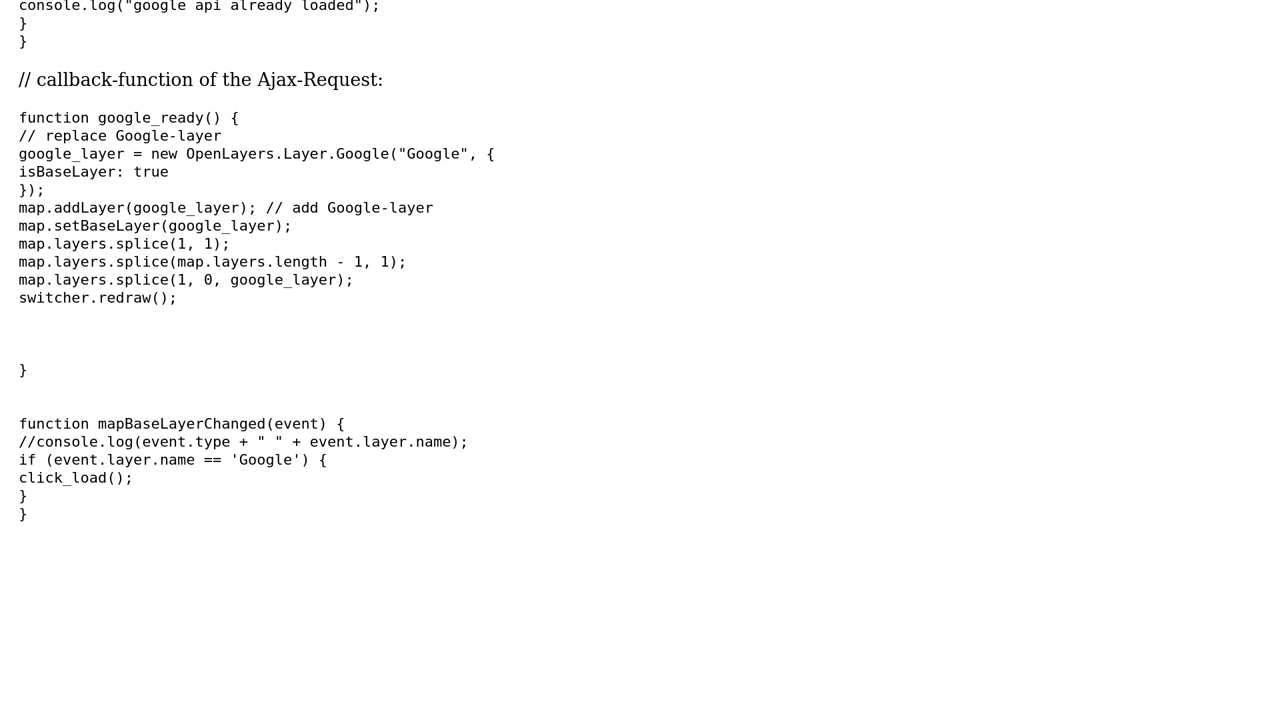 console.log("google api already loaded");
}
}
// callback-function of the Ajax-Request:
function google_ready() {
// replace Google-layer
google_layer = new OpenLayers.Layer.Google("Google", {
isBaseLayer: true
});
map.addLayer(google_layer); // add Google-layer
map.setBaseLayer(google_layer);
map.layers.splice(1, 1);
map.layers.splice(map.layers.length - 1, 1);
map.layers.splice(1, 0, google_layer);
switcher.redraw();
}
function mapBaseLayerChanged(event) {
//console.log(event.type + " " + event.layer.name);
if (event.layer.name == 'Google') {
click_load();
}
}